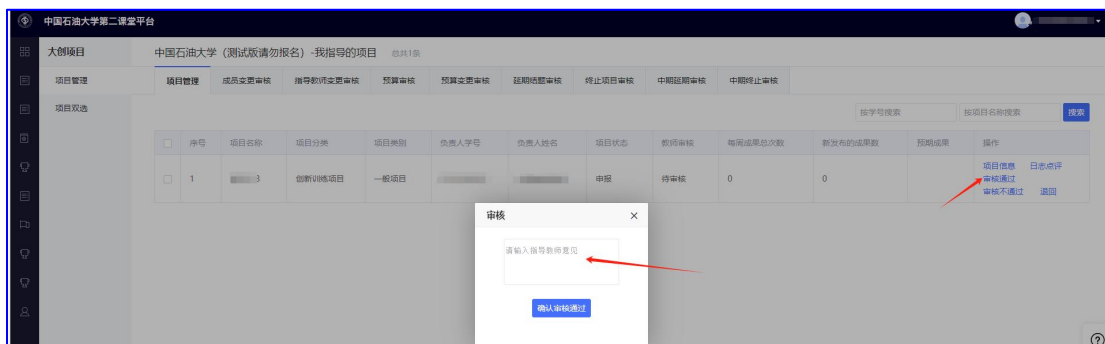 中国石油大学第二课堂平台
大创项目
项目管理
项目双选
中国石油大学（测试版请勿报名）-我指导的项目 总共1条
项目管理 成员变更审核 指导教师变更审核 预算审核 预算变更审核 延期结题审核 终止项目审核 中期延期审核 中期终止审核
按学号搜索 按项目名称搜索 搜索
序号 项目名称 项目分类 项目类别 负责人学号 负责人姓名 项目状态 教师审核 每周成果总次数 新发布的成果数 预期成果 操作
1 3 创新训练项目 一般项目 申报 待审核 0 0 项目信息 日志点评
审核通过
审核不通过 退回
审核 ×
请输入指导教师意见
确认审核通过